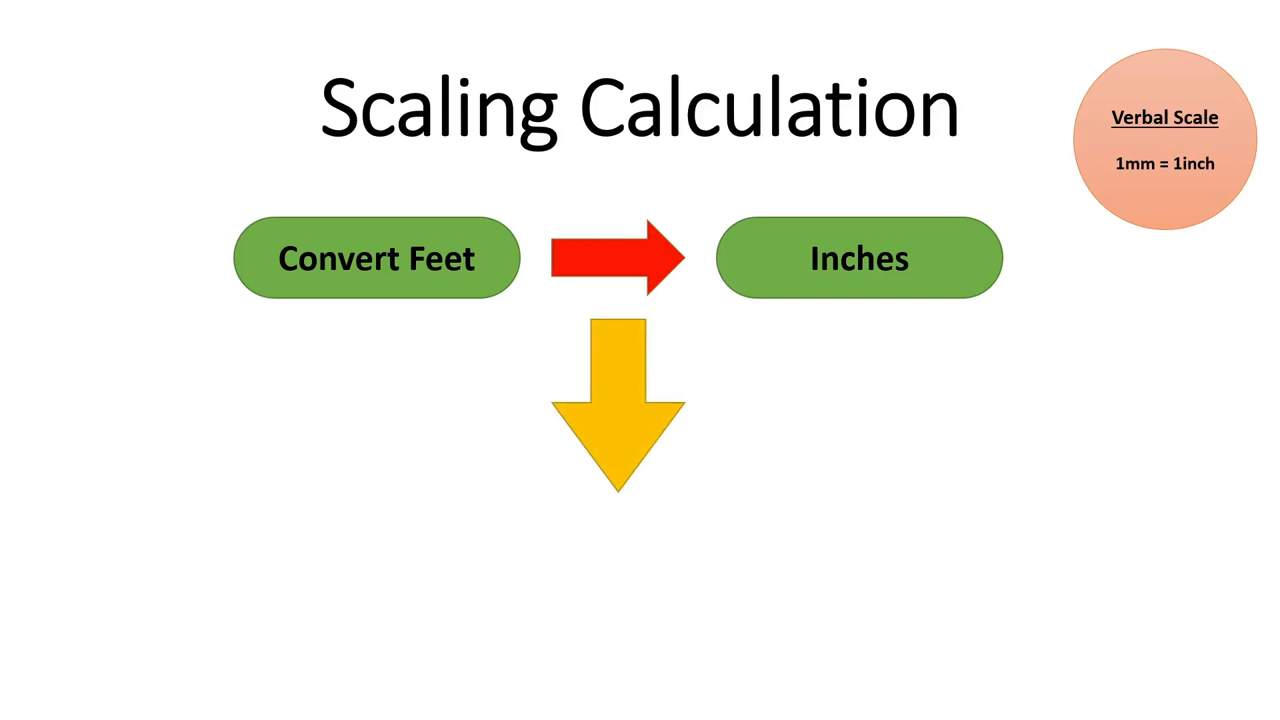 Scaling Calculation
Verbal Scale
1mm = 1inch
Convert Feet
Inches